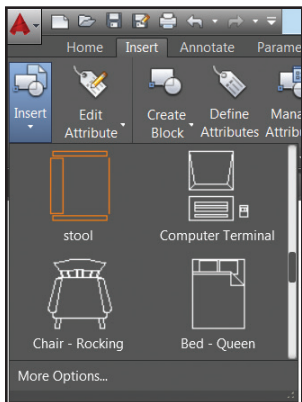 Home Insert Annotate Parame
Insert Edit Attribute Create Block Define Attributes Mana Attrib
stool Computer Terminal
Chair - Rocking Bed - Queen
More Options...